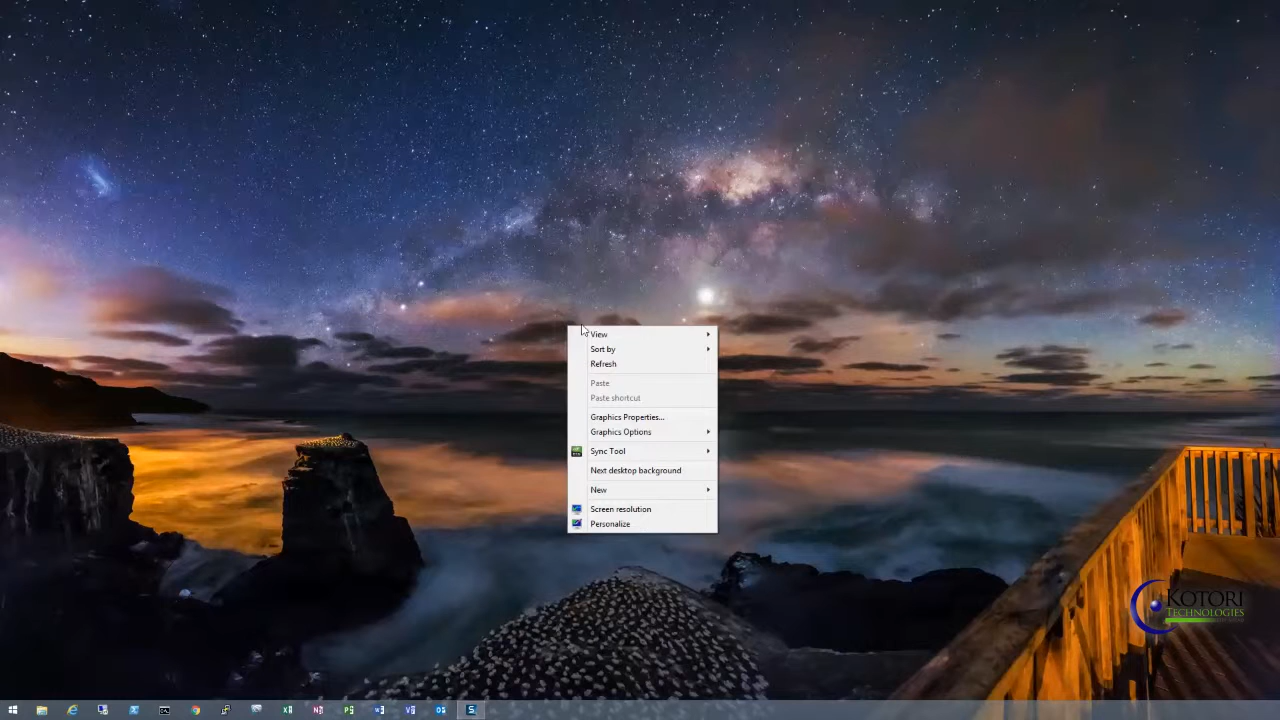 View
Sort by
Refresh
Paste
Paste shortcut
Graphics Properties...
Graphics Options
Sync Tool
Next desktop background
New
Screen resolution
Personalize
KOTORI
TECHNOLOGIES